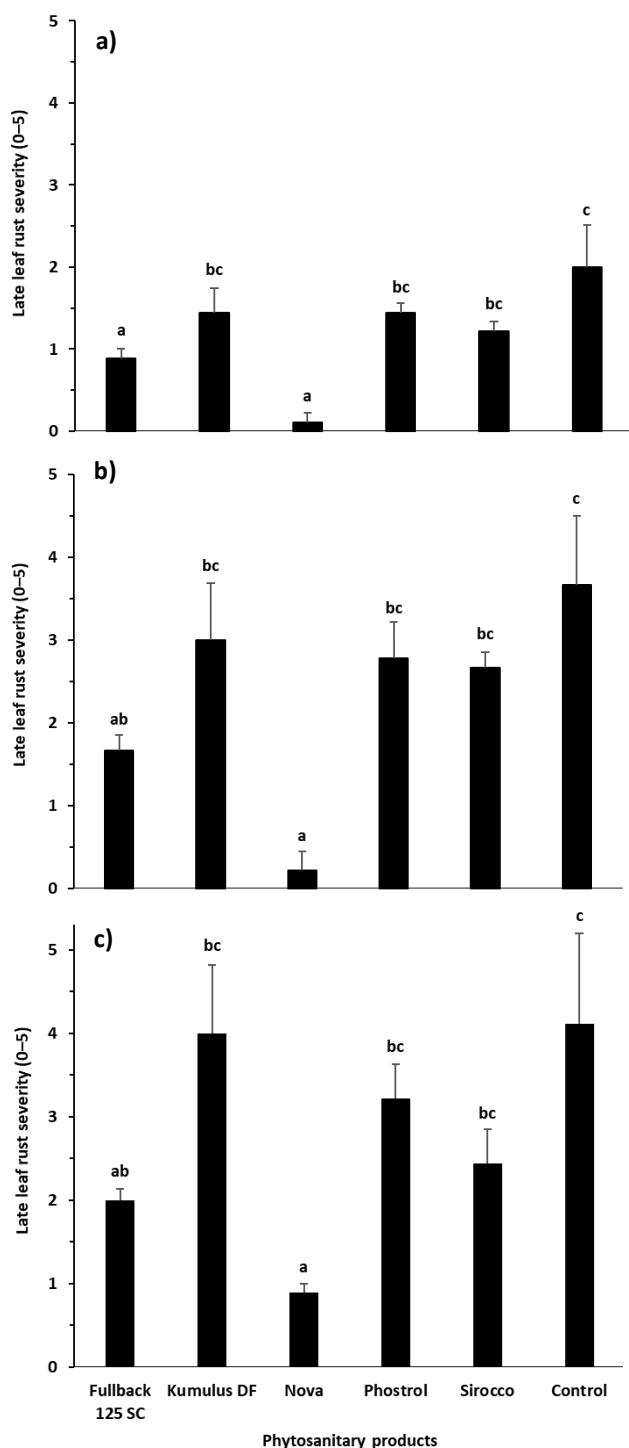 a)
Late leaf rust severity (0–5)
5
4
3
2
1
0
a
bc
a
bc
bc
c
b)
Late leaf rust severity (0–5)
5
4
3
2
1
0
ab
bc
a
bc
bc
c
c)
Late leaf rust severity (0–5)
5
4
3
2
1
0
ab
bc
a
bc
bc
c
Fullback
125 SC
Kumulus DF
Nova
Phostrol
Sirocco
Control
Phytosanitary products